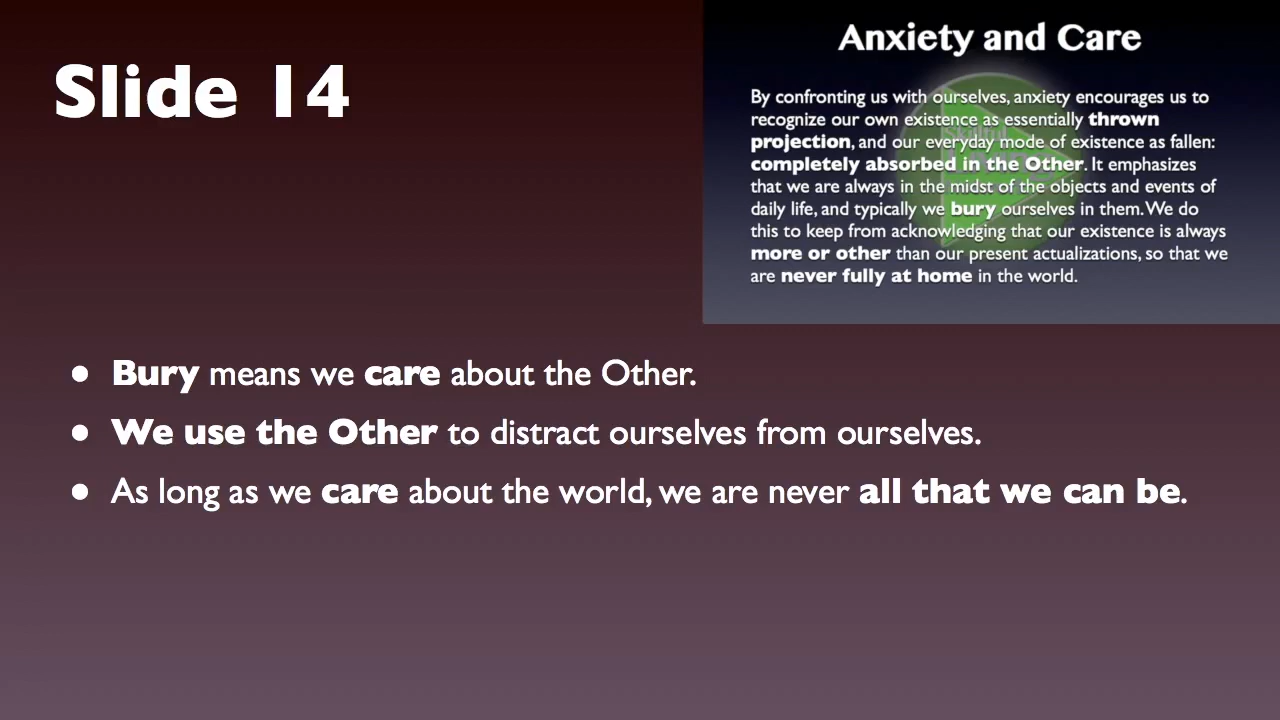 Slide 14
Anxiety and Care
By confronting us with ourselves, anxiety encourages us to
recognize our own existence as essentially thrown
projection, and our everyday mode of existence as fallen:
completely absorbed in the Other. It emphasizes
that we are always in the midst of the objects and events of
daily life, and typically we bury ourselves in them. We do
this to keep from acknowledging that our existence is always
more or other than our present actualizations, so that we
are never fully at home in the world.
• Bury means we care about the Other.
• We use the Other to distract ourselves from ourselves.
• As long as we care about the world, we are never all that we can be.